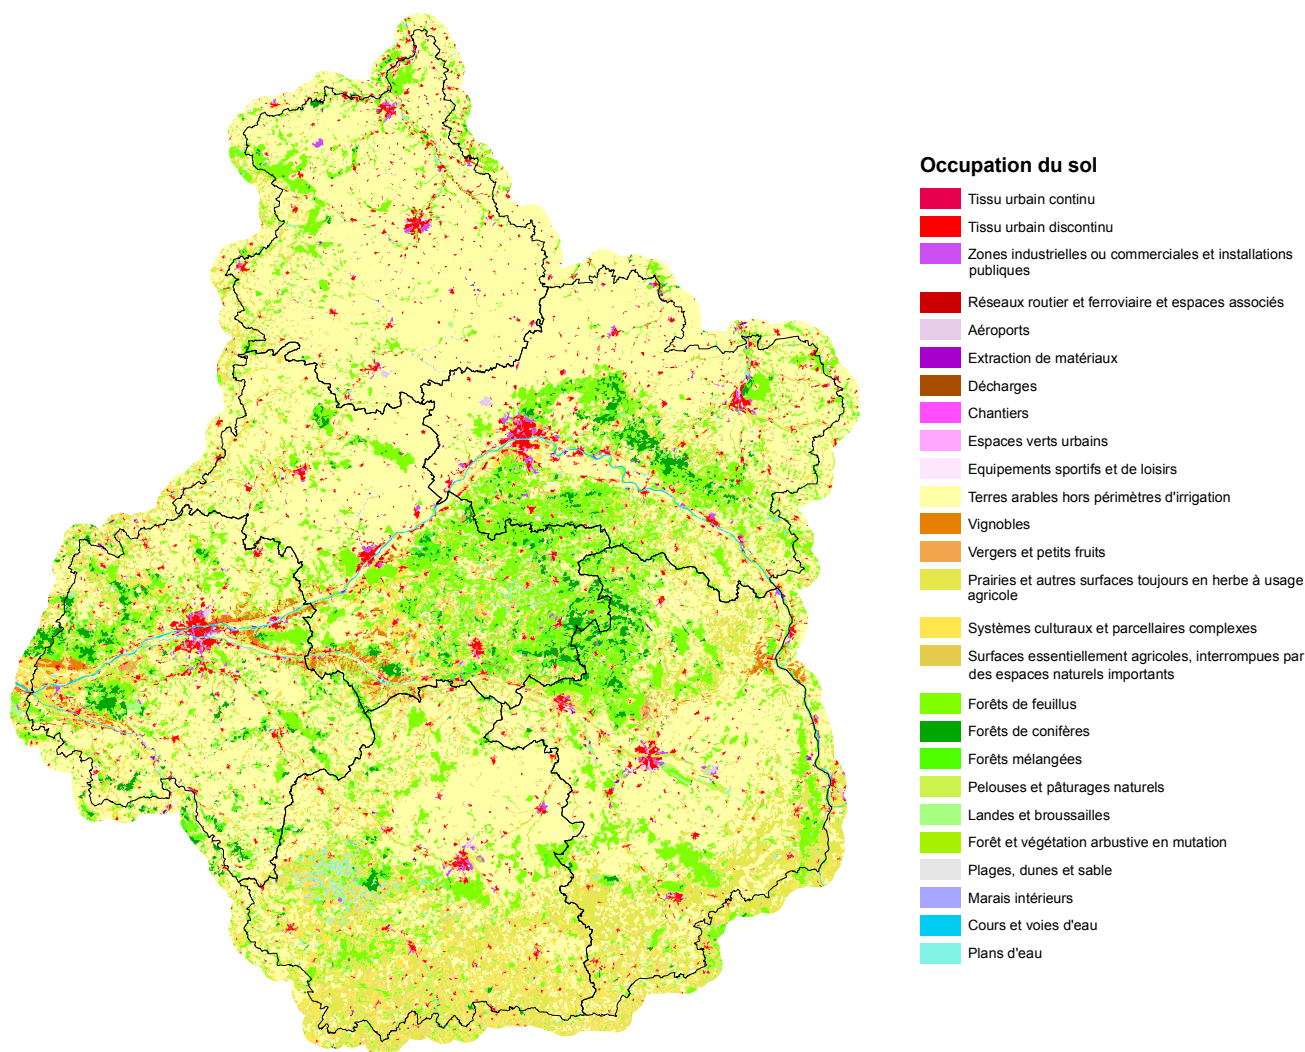 Occupation du sol
Tissu urbain continu
Tissu urbain discontinu
Zones industrielles ou commerciales et installations
publiques
Réseaux routier et ferroviaire et espaces associés
Aéroports
Extraction de matériaux
Décharges
Chantiers
Espaces verts urbains
Equipements sportifs et de loisirs
Terres arables hors périmètres d'irrigation
Vignobles
Vergers et petits fruits
Prairies et autres surfaces toujours en herbe à usage
agricole
Systèmes culturaux et parcellaires complexes
Surfaces essentiellement agricoles, interrompues par
des espaces naturels importants
Forêts de feuillus
Forêts de conifères
Forêts mélangées
Pelouses et pâturages naturels
Landes et broussailles
Forêt et végétation arbustive en mutation
Plages, dunes et sable
Marais intérieurs
Cours et voies d'eau
Plans d'eau